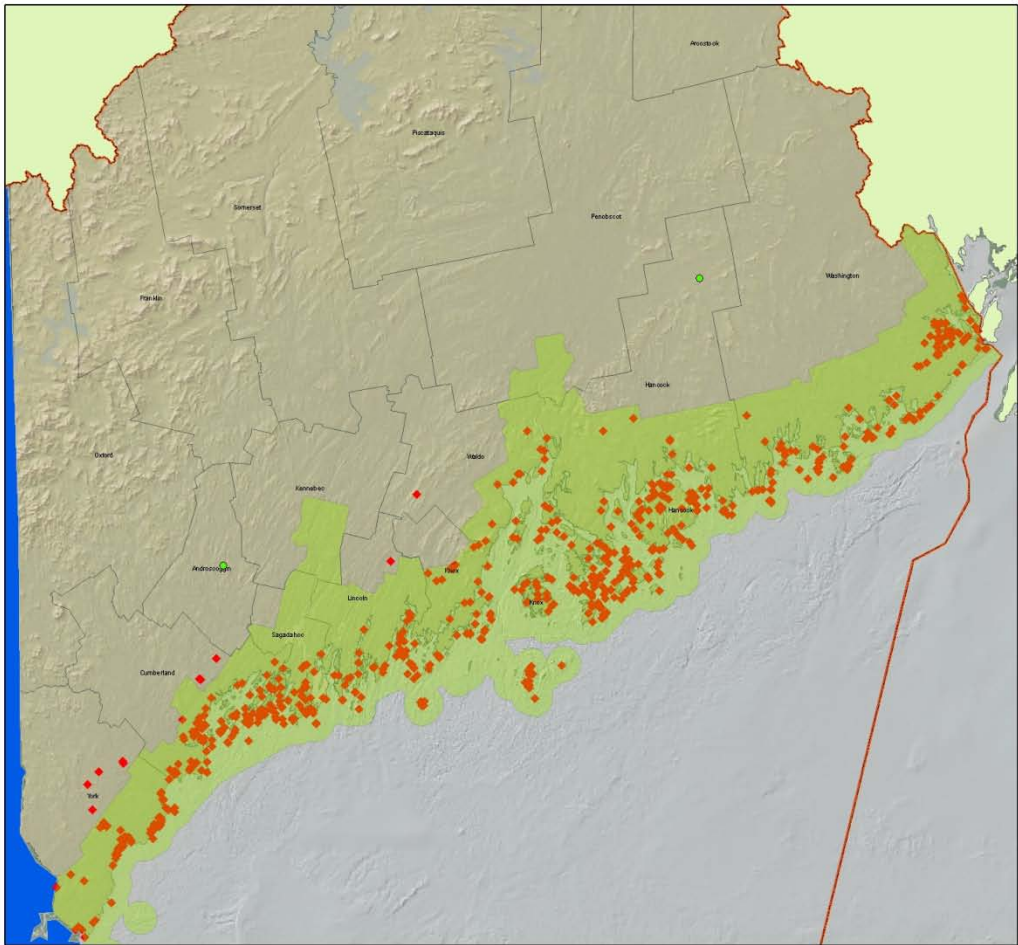 Aroostook
Piscataquis
Somerset
Penobscot
Washington
Franklin
Hancock
Oxford
Waldo
Kennebec
Hancock
Androscoggin
Knox
Lincoln
Knox
Sagadahoc
Cumberland
York